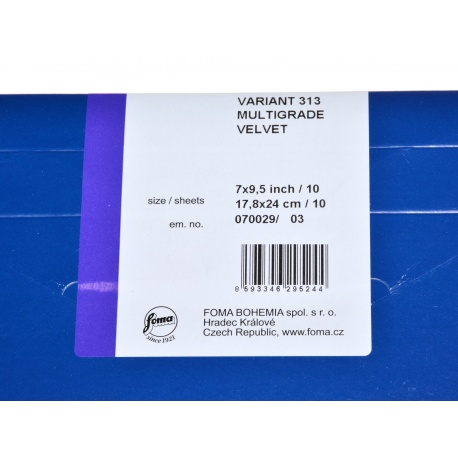 VARIANT 313
MULTIGRADE
VELVET
size / sheets 7x9,5 inch / 10
17,8x24 cm / 10
em. no. 070029/ 03
8 593346 296244
foma
since 1921
FOMA BOHEMIA spol. s r. o.
Hradec Králové
Czech Republic, www.foma.cz